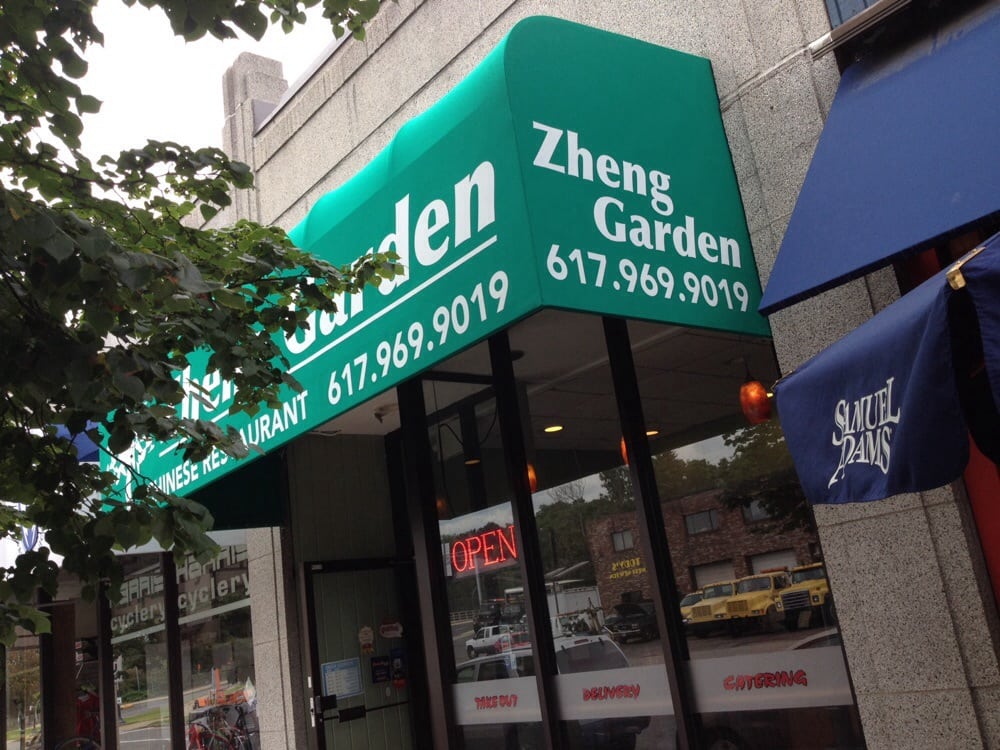 Garden
CHINESE RESTAURANT 617.969.9019
Zheng
Garden
617.969.9019
SAMUEL
ADAMS
OPEN
TAKE OUT
DELIVERY
CATERING
cyclery
cyclery